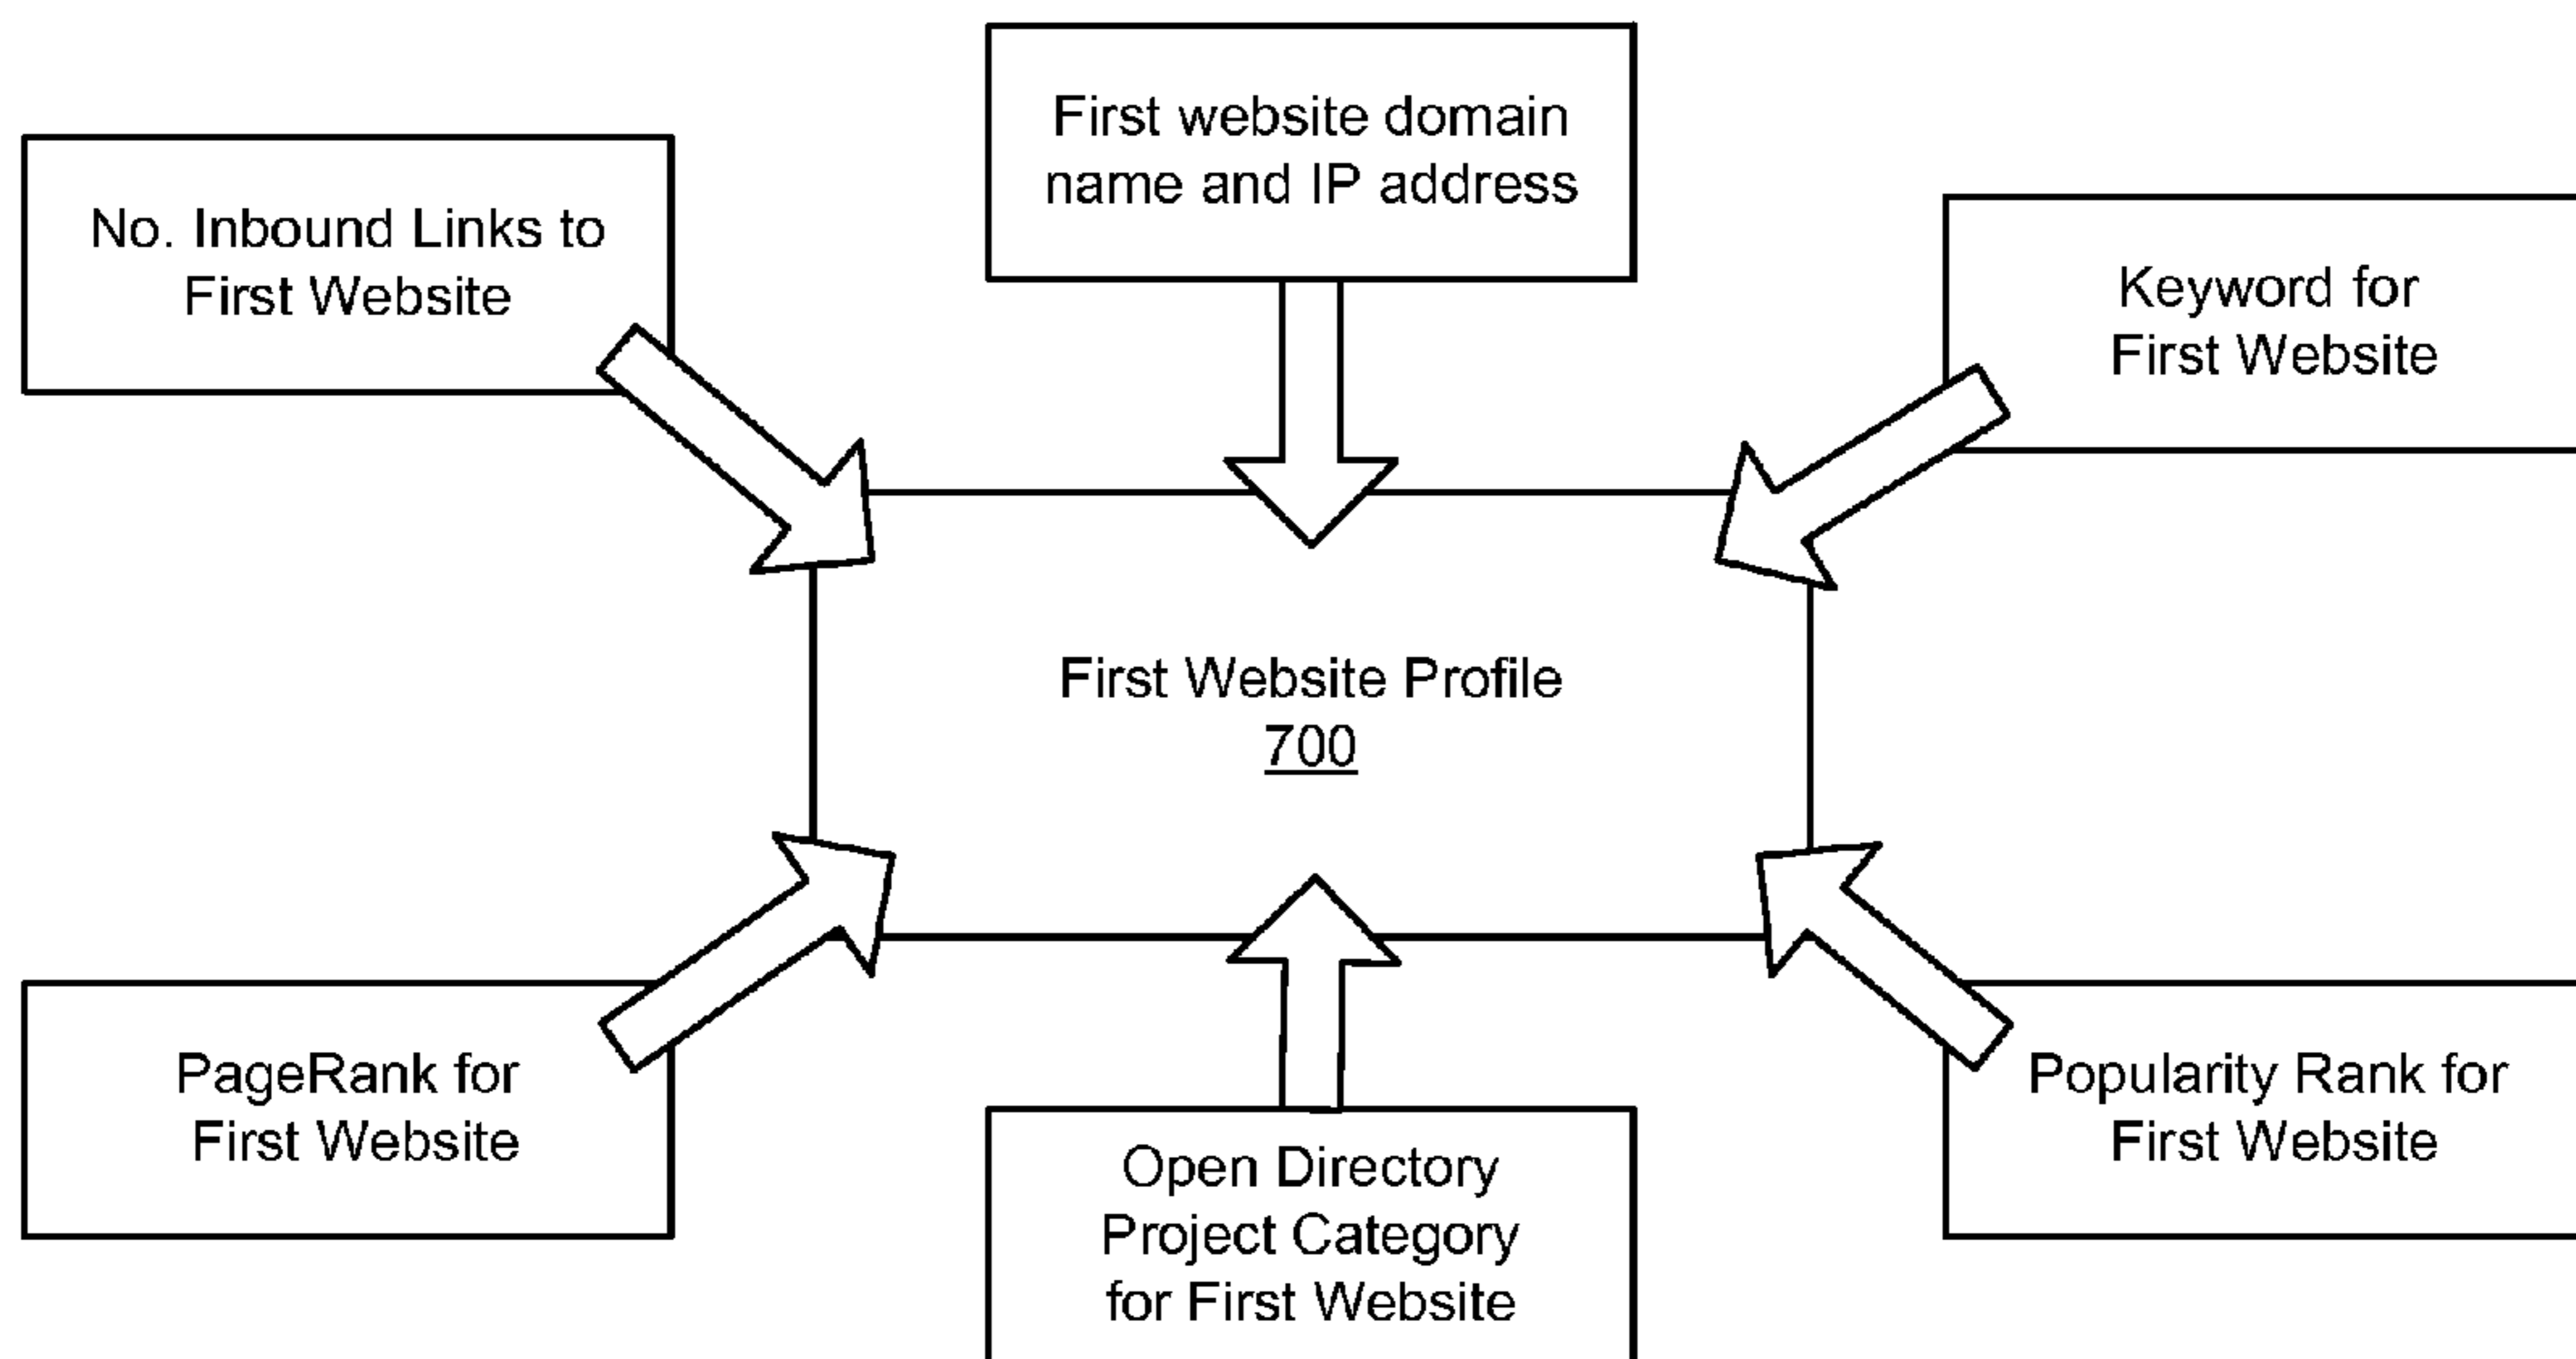 First website domain
name and IP address
No. Inbound Links to
First Website
Keyword for
First Website
First Website Profile
700
PageRank for
First Website
Open Directory
Project Category
for First Website
Popularity Rank for
First Website